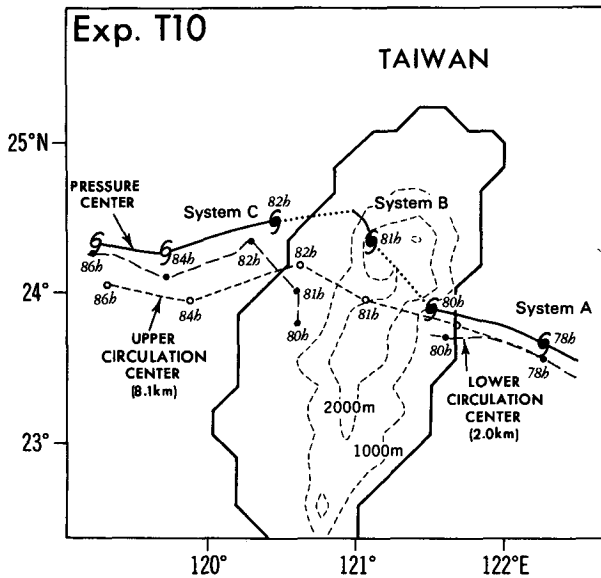 Exp. T10
TAIWAN
25°N
PRESSURE
CENTER
System C
82h
System B
81h
86h
84h
82h
82h
24°
86h
84h
81h
81h
80h
System A
78h
80h
80h
78h
UPPER
CIRCULATION
CENTER
(8.1km)
LOWER
CIRCULATION
CENTER
(2.0km)
2000m
1000m
23°
120°
121°
122°E